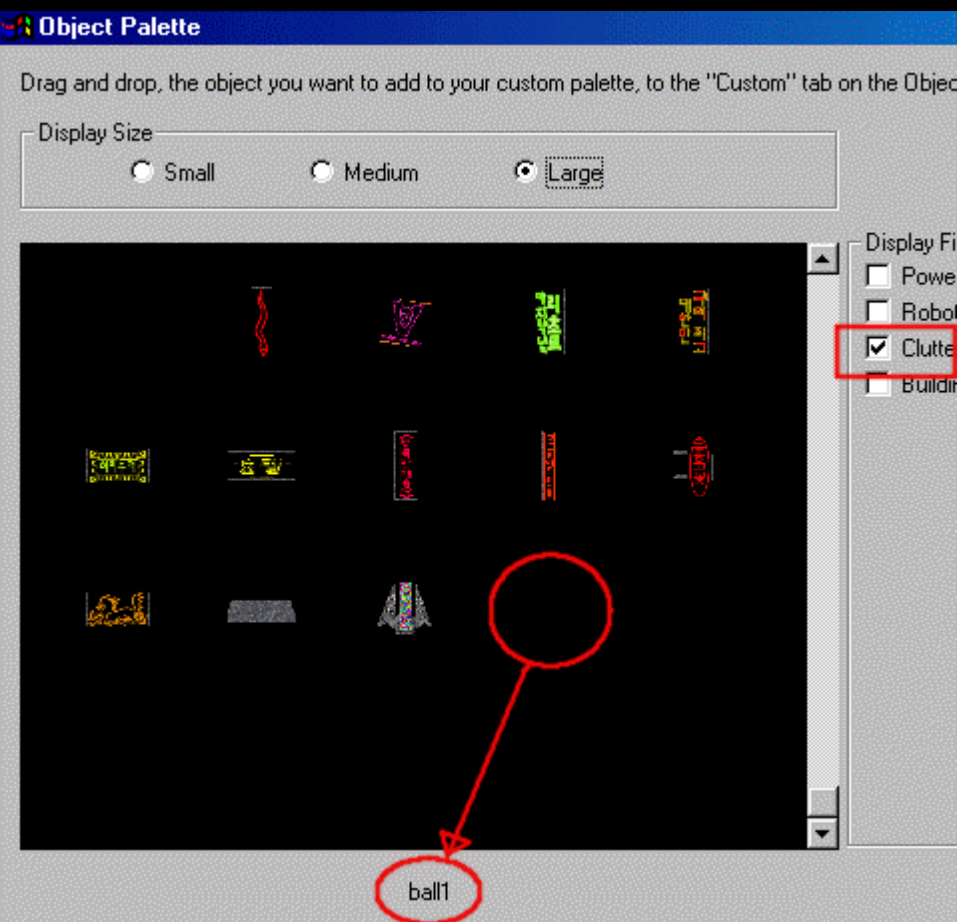 Object Palette
Drag and drop, the object you want to add to your custom palette, to the "Custom" tab on the Objec
Display Size
Small Medium Large
Display Fi
Powe
Robot
Clutte
Buildi
ball1